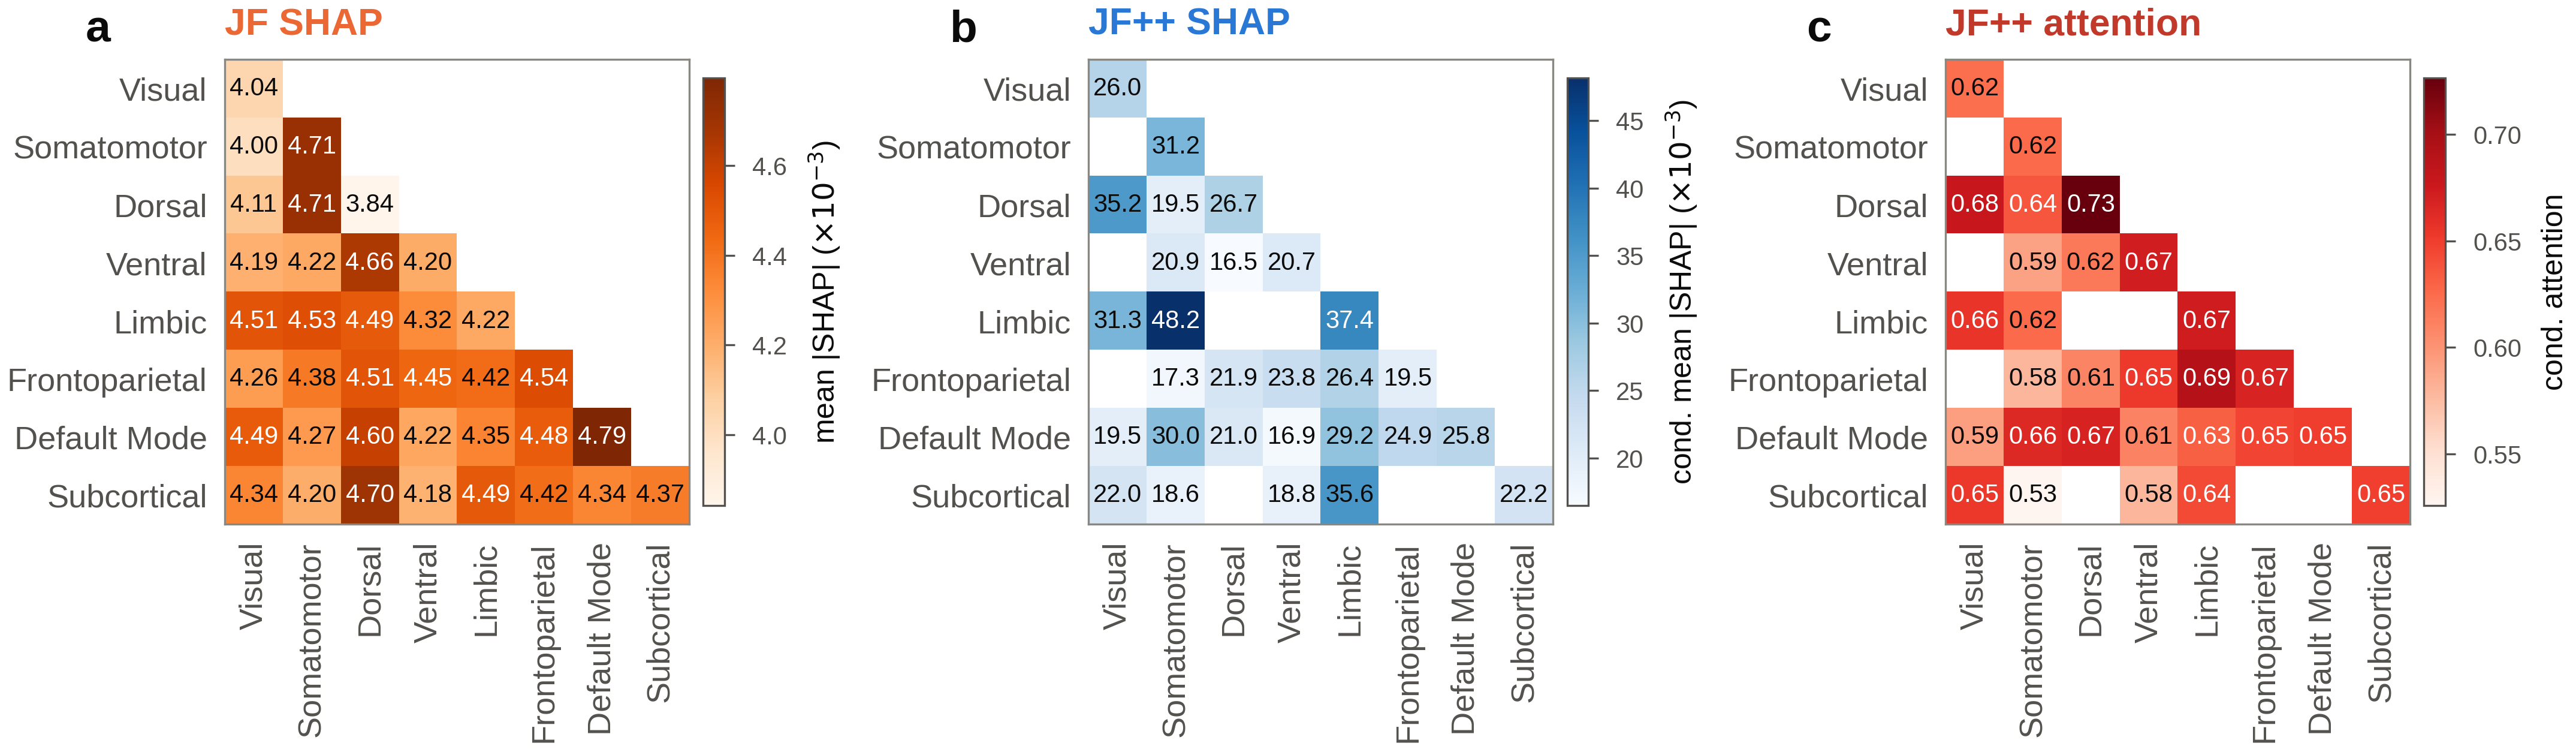 a JF SHAP
Visual 4.04
Somatomotor 4.00 4.71
Dorsal 4.11 4.71 3.84
Ventral 4.19 4.22 4.66 4.20
Limbic 4.51 4.53 4.49 4.32 4.22
Frontoparietal 4.26 4.38 4.51 4.45 4.42 4.54
Default Mode 4.49 4.27 4.60 4.22 4.35 4.48 4.79
Subcortical 4.34 4.20 4.70 4.18 4.49 4.42 4.34 4.37
Visual
Somatomotor
Dorsal
Ventral
Limbic
Frontoparietal
Default Mode
Subcortical
4.6
4.4
4.2
4.0
mean |SHAP| (×10⁻³)
b JF++ SHAP
Visual 26.0
Somatomotor 31.2
Dorsal 35.2 19.5 26.7
Ventral 20.9 16.5 20.7
Limbic 31.3 48.2 37.4
Frontoparietal 17.3 21.9 23.8 26.4 19.5
Default Mode 19.5 30.0 21.0 16.9 29.2 24.9 25.8
Subcortical 22.0 18.6 18.8 35.6 22.2
Visual
Somatomotor
Dorsal
Ventral
Limbic
Frontoparietal
Default Mode
Subcortical
45
40
35
30
25
20
cond. mean |SHAP| (×10⁻³)
c JF++ attention
Visual 0.62
Somatomotor 0.62
Dorsal 0.68 0.64 0.73
Ventral 0.59 0.62 0.67
Limbic 0.66 0.62 0.67
Frontoparietal 0.58 0.61 0.65 0.69 0.67
Default Mode 0.59 0.66 0.67 0.61 0.63 0.65 0.65
Subcortical 0.65 0.53 0.58 0.64 0.65
Visual
Somatomotor
Dorsal
Ventral
Limbic
Frontoparietal
Default Mode
Subcortical
0.70
0.65
0.60
0.55
cond. attention